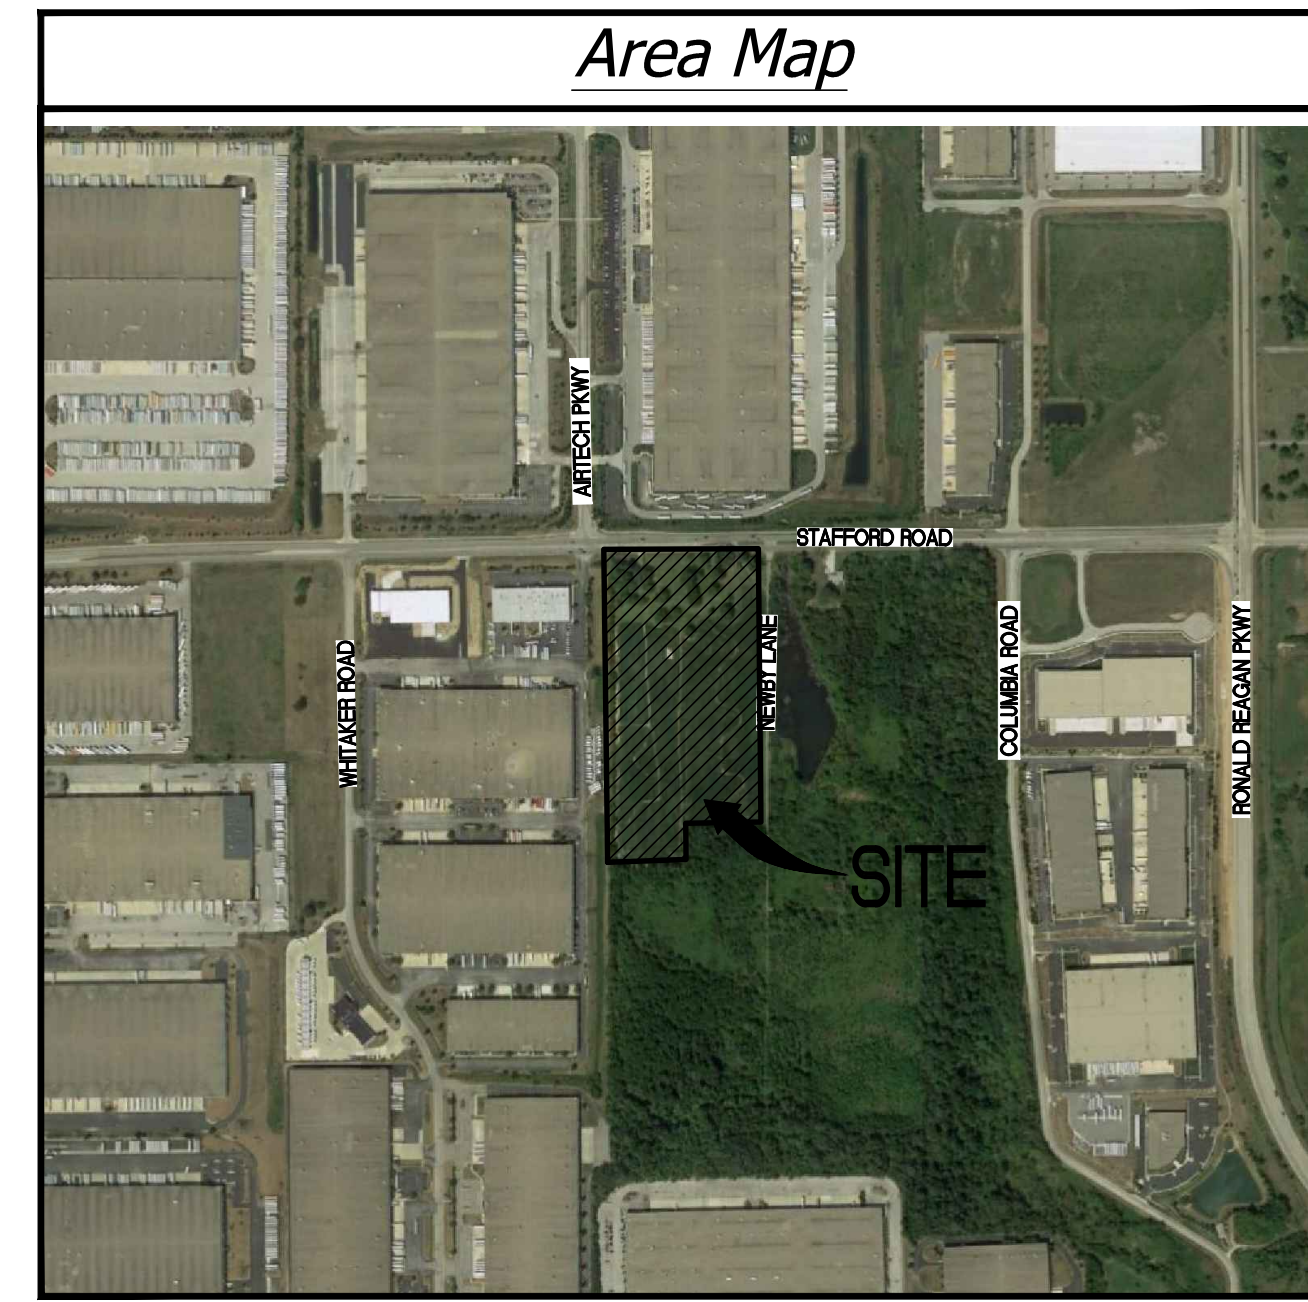 Area Map
AIRTECH PKWY
STAFFORD ROAD
WHITAKER ROAD
NEWBY LANE
COLUMBIA ROAD
RONALD REAGAN PKWY
SITE